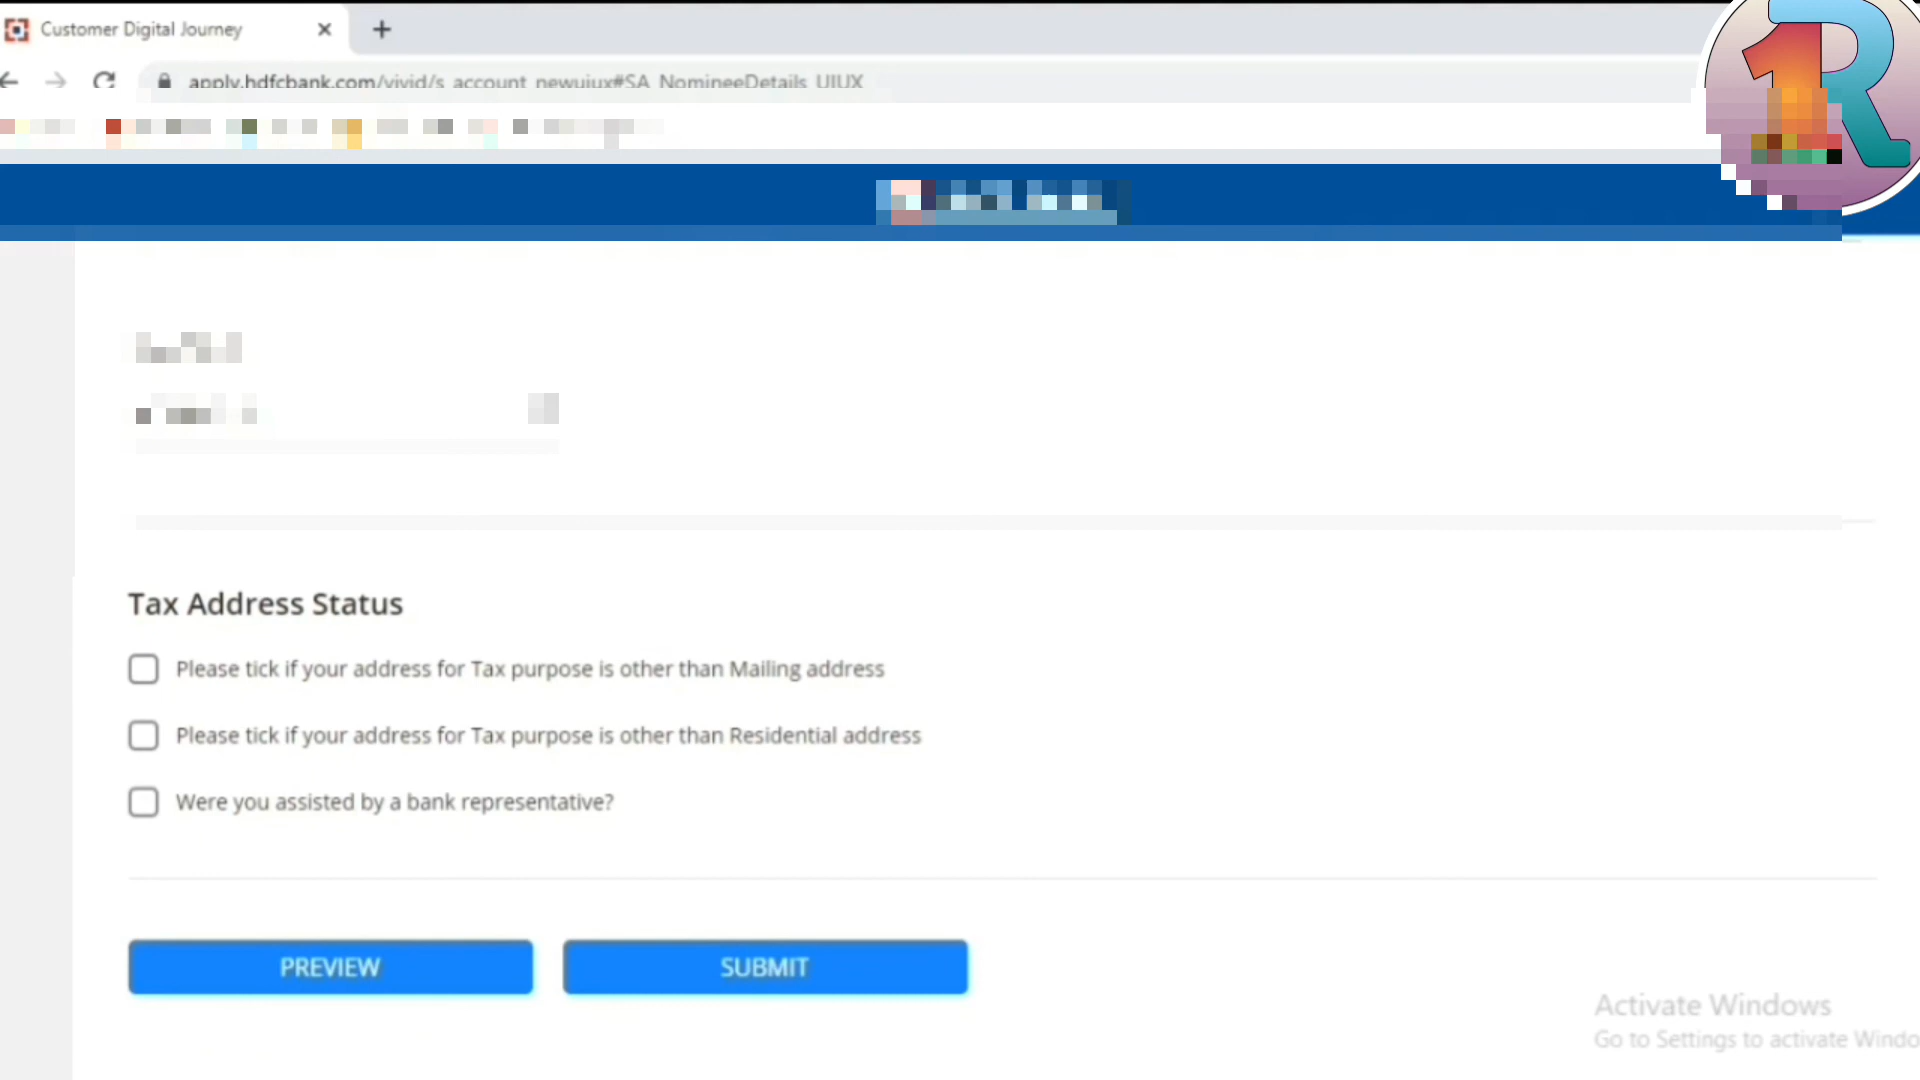 Customer Digital Journey
apply.hdfcbank.com/vivid/s_account_newuiux#SA_NomineeDetails_UIUX
1R
Tax Address Status
Please tick if your address for Tax purpose is other than Mailing address
Please tick if your address for Tax purpose is other than Residential address
Were you assisted by a bank representative?
PREVIEW SUBMIT
Activate Windows
Go to Settings to activate Windo